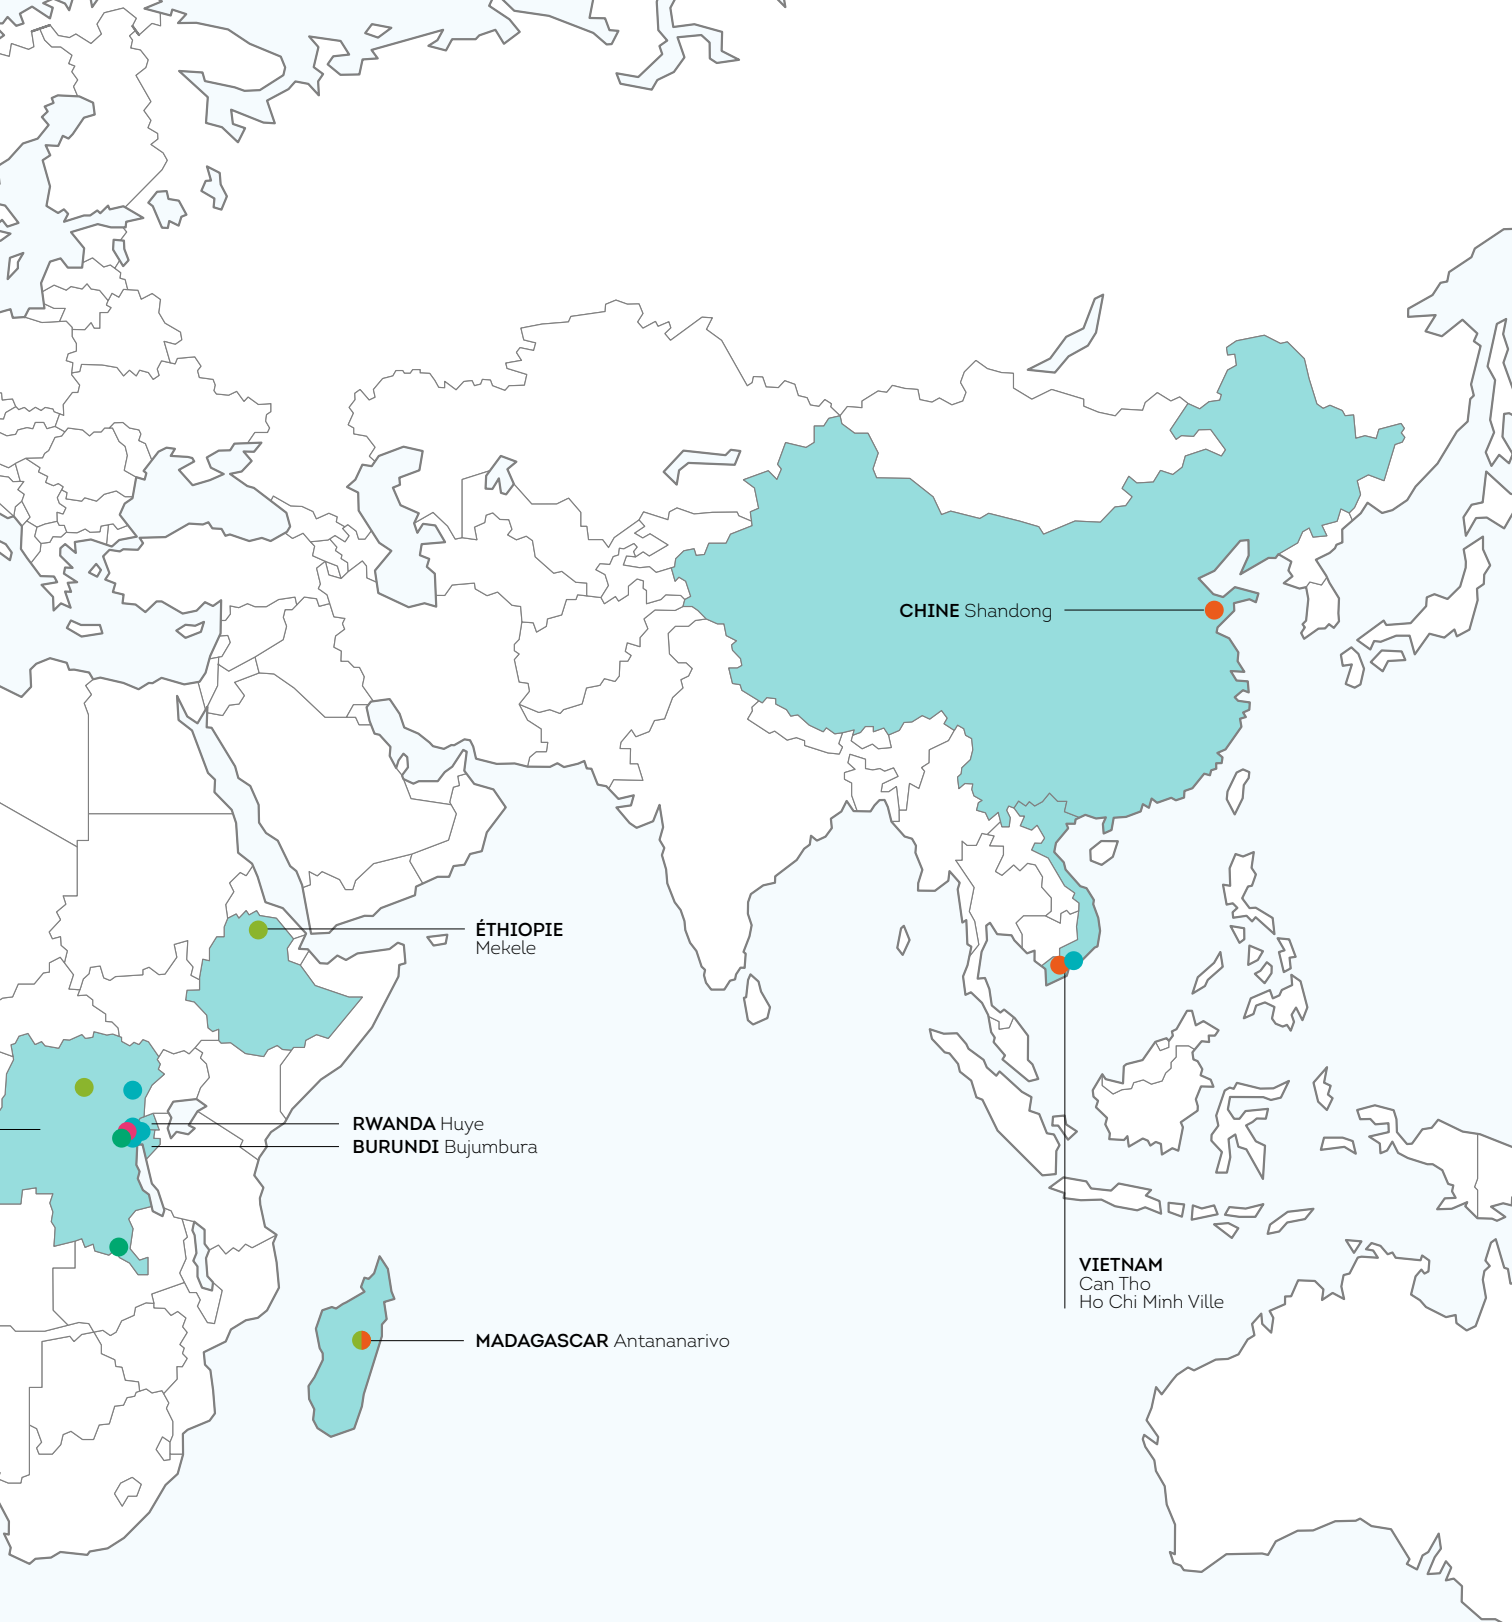 CHINE Shandong
ÉTHIOPIE
Mekele
RWANDA Huye
BURUNDI Bujumbura
VIETNAM
Can Tho
Ho Chi Minh Ville
MADAGASCAR Antananarivo